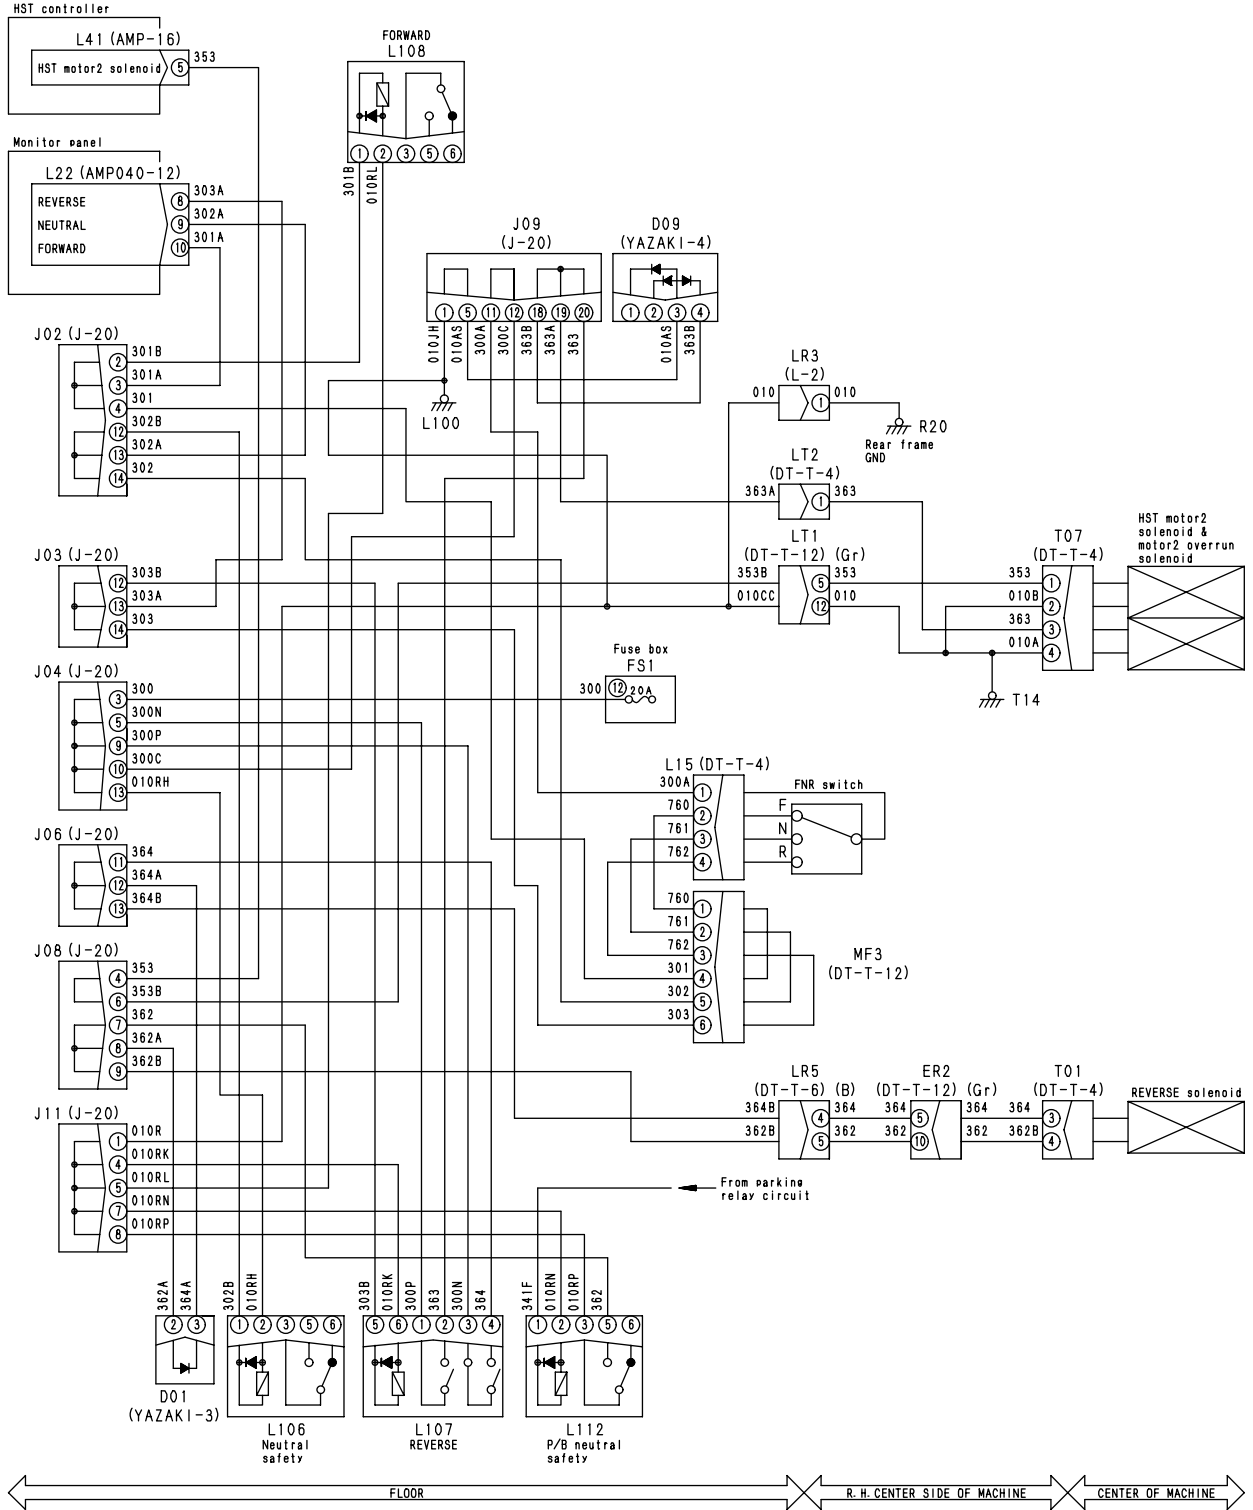 HST controller
L41 (AMP-16)
HST motor2 solenoid
5
353
Monitor panel
L22 (AMP040-12)
REVERSE
8
303A
NEUTRAL
9
302A
FORWARD
10
301A
FORWARD
L108
1
2
3
5
6
301B
010RL
J09
(J-20)
1
5
11
12
18
19
20
010JH
010AS
300A
300C
363B
363A
363
L100
D09
(YAZAKI-4)
1
2
3
4
010AS
363B
J02 (J-20)
2
301B
3
301A
4
301
12
302B
13
302A
14
302
LR3
(L-2)
010
1
010
R20
Rear frame
GND
LT2
(DT-T-4)
363A
1
363
LT1
(DT-T-12) (Gr)
353B
5
353
010CC
12
010
T07
(DT-T-4)
353
1
010B
2
363
3
010A
4
HST motor2
solenoid &
motor2 overrun
solenoid
T14
J03 (J-20)
12
303B
13
303A
14
303
Fuse box
FS1
300
12
20A
J04 (J-20)
3
300
5
300N
9
300P
10
300C
13
010RH
L15 (DT-T-4)
300A
1
760
2
761
3
762
4
FNR switch
F
N
R
J06 (J-20)
11
364
12
364A
13
364B
760
1
761
2
762
3
301
4
302
5
303
6
MF3
(DT-T-12)
J08 (J-20)
4
353
6
353B
7
362
8
362A
9
362B
LR5
(DT-T-6) (B)
364B
4
364
362B
5
362
ER2
(DT-T-12) (Gr)
364
5
364
362
10
362
T01
(DT-T-4)
364
3
362B
4
REVERSE solenoid
J11 (J-20)
1
010R
4
010RK
5
010RL
7
010RN
8
010RP
From parking
relay circuit
362A
364A
2
3
D01
(YAZAKI-3)
302B
010RH
1
2
3
5
6
L106
Neutral
safety
303B
010RK
300P
363
300N
364
5
6
1
2
3
4
L107
REVERSE
341F
010RN
010RP
362
1
2
3
5
6
L112
P/B neutral
safety
FLOOR
R.H.CENTER SIDE OF MACHINE
CENTER OF MACHINE